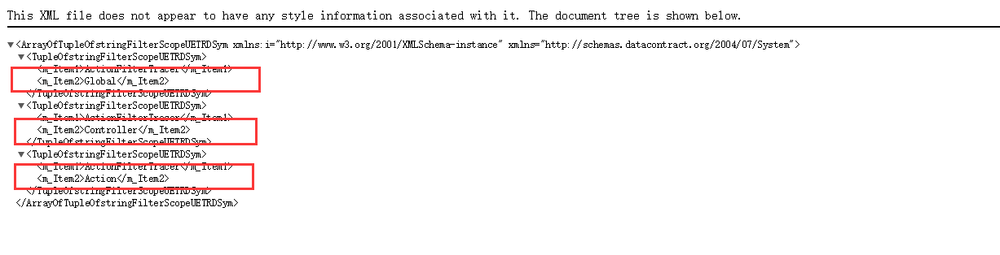 This XML file does not appear to have any style information associated with it. The document tree is shown below.
▼<ArrayOfTupleOfstringFilterScopeUETRDSym xmlns:i="http://www.w3.org/2001/XMLSchema-instance" xmlns="http://schemas.datacontract.org/2004/07/System">
▼<TupleOfstringFilterScopeUETRDSym>
<m_Item1>ActionFilterTracer</m_Item1>
<m_Item2>Global</m_Item2>
</TupleOfstringFilterScopeUETRDSym>
▼<TupleOfstringFilterScopeUETRDSym>
<m_Item1>ActionFilterTracer</m_Item1>
<m_Item2>Controller</m_Item2>
</TupleOfstringFilterScopeUETRDSym>
▼<TupleOfstringFilterScopeUETRDSym>
<m_Item1>ActionFilterTracer</m_Item1>
<m_Item2>Action</m_Item2>
</TupleOfstringFilterScopeUETRDSym>
</ArrayOfTupleOfstringFilterScopeUETRDSym>